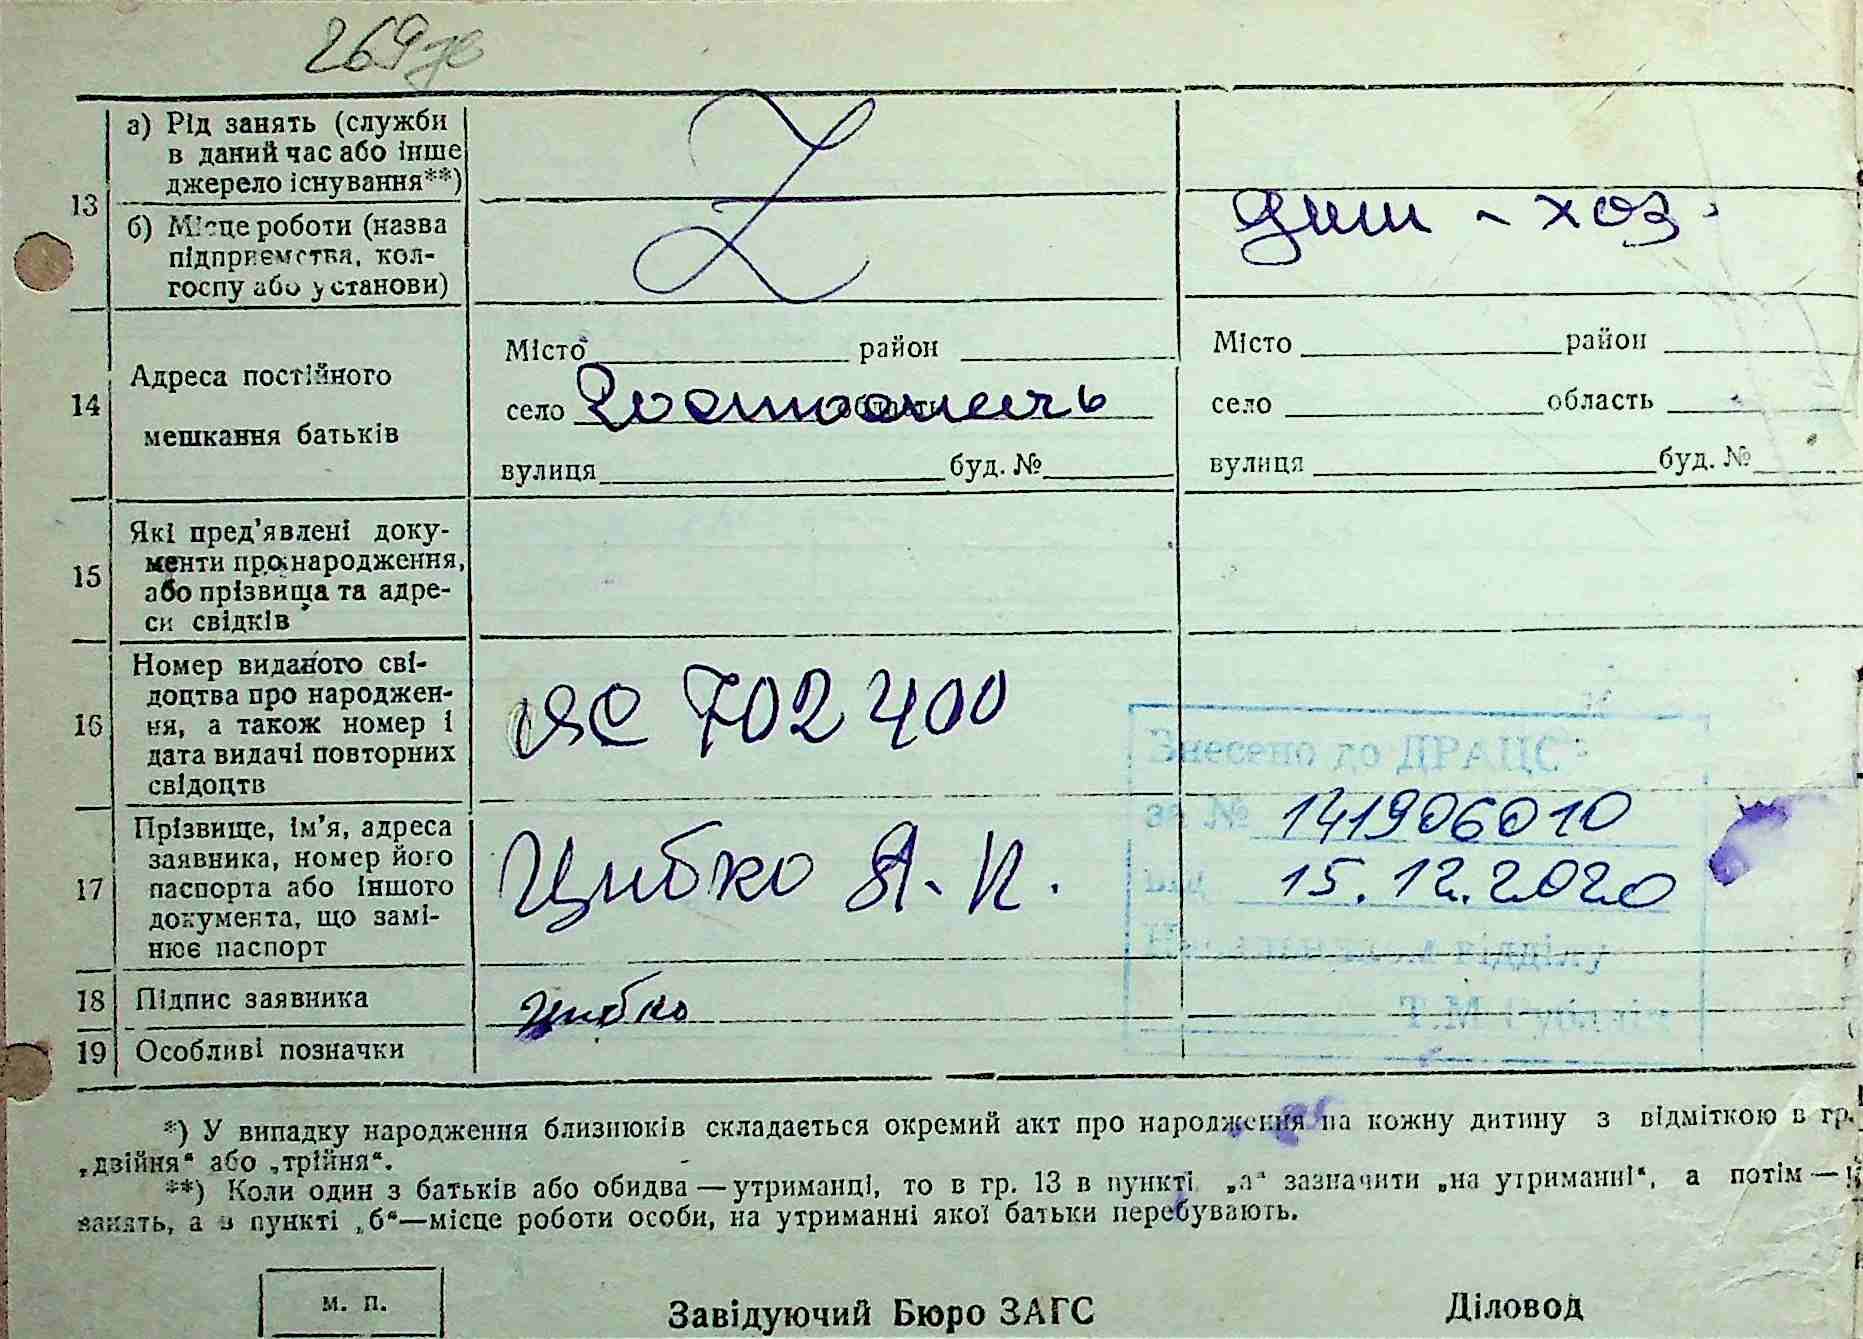 269
13
а) Рід занять (служби
в даний час або інше
джерело існування**)
б) Місце роботи (назва
підприємства, кол-
госпу або установи)
- хоз.
14
Адреса постійного
мешкання батьків
Місто район
село область
вулиця буд. №
Місто район
село область
вулиця буд. №
15
Які пред’явлені доку-
менти про народження,
або прізвища та адре-
си свідків
16
Номер виданого сві-
доцтва про народжен-
ня, а також номер і
дата видачі повторних
свідоцтв
ЯС 702400
17
Прізвище, ім’я, адреса
заявника, номер його
паспорта або іншого
документа, що замі-
нює паспорт
Цибко Я. П.
Внесено до ДРАЦС
за № 141906010
від 15.12.2020
відділу
Т.М
18
Підпис заявника
Цибко
19
Особливі позначки
*) У випадку народження близнюків складається окремий акт про народження на кожну дитину з відміткою в гр.
„двійня“ або „трійня“.
**) Коли один з батьків або обидва — утриманці, то в гр. 13 в пункті „а“ зазначити „на утриманні“, а потім —
занять, а в пункті „б“—місце роботи особи, на утриманні якої батьки перебувають.
м. п.
Завідуючий Бюро ЗАГС
Діловод